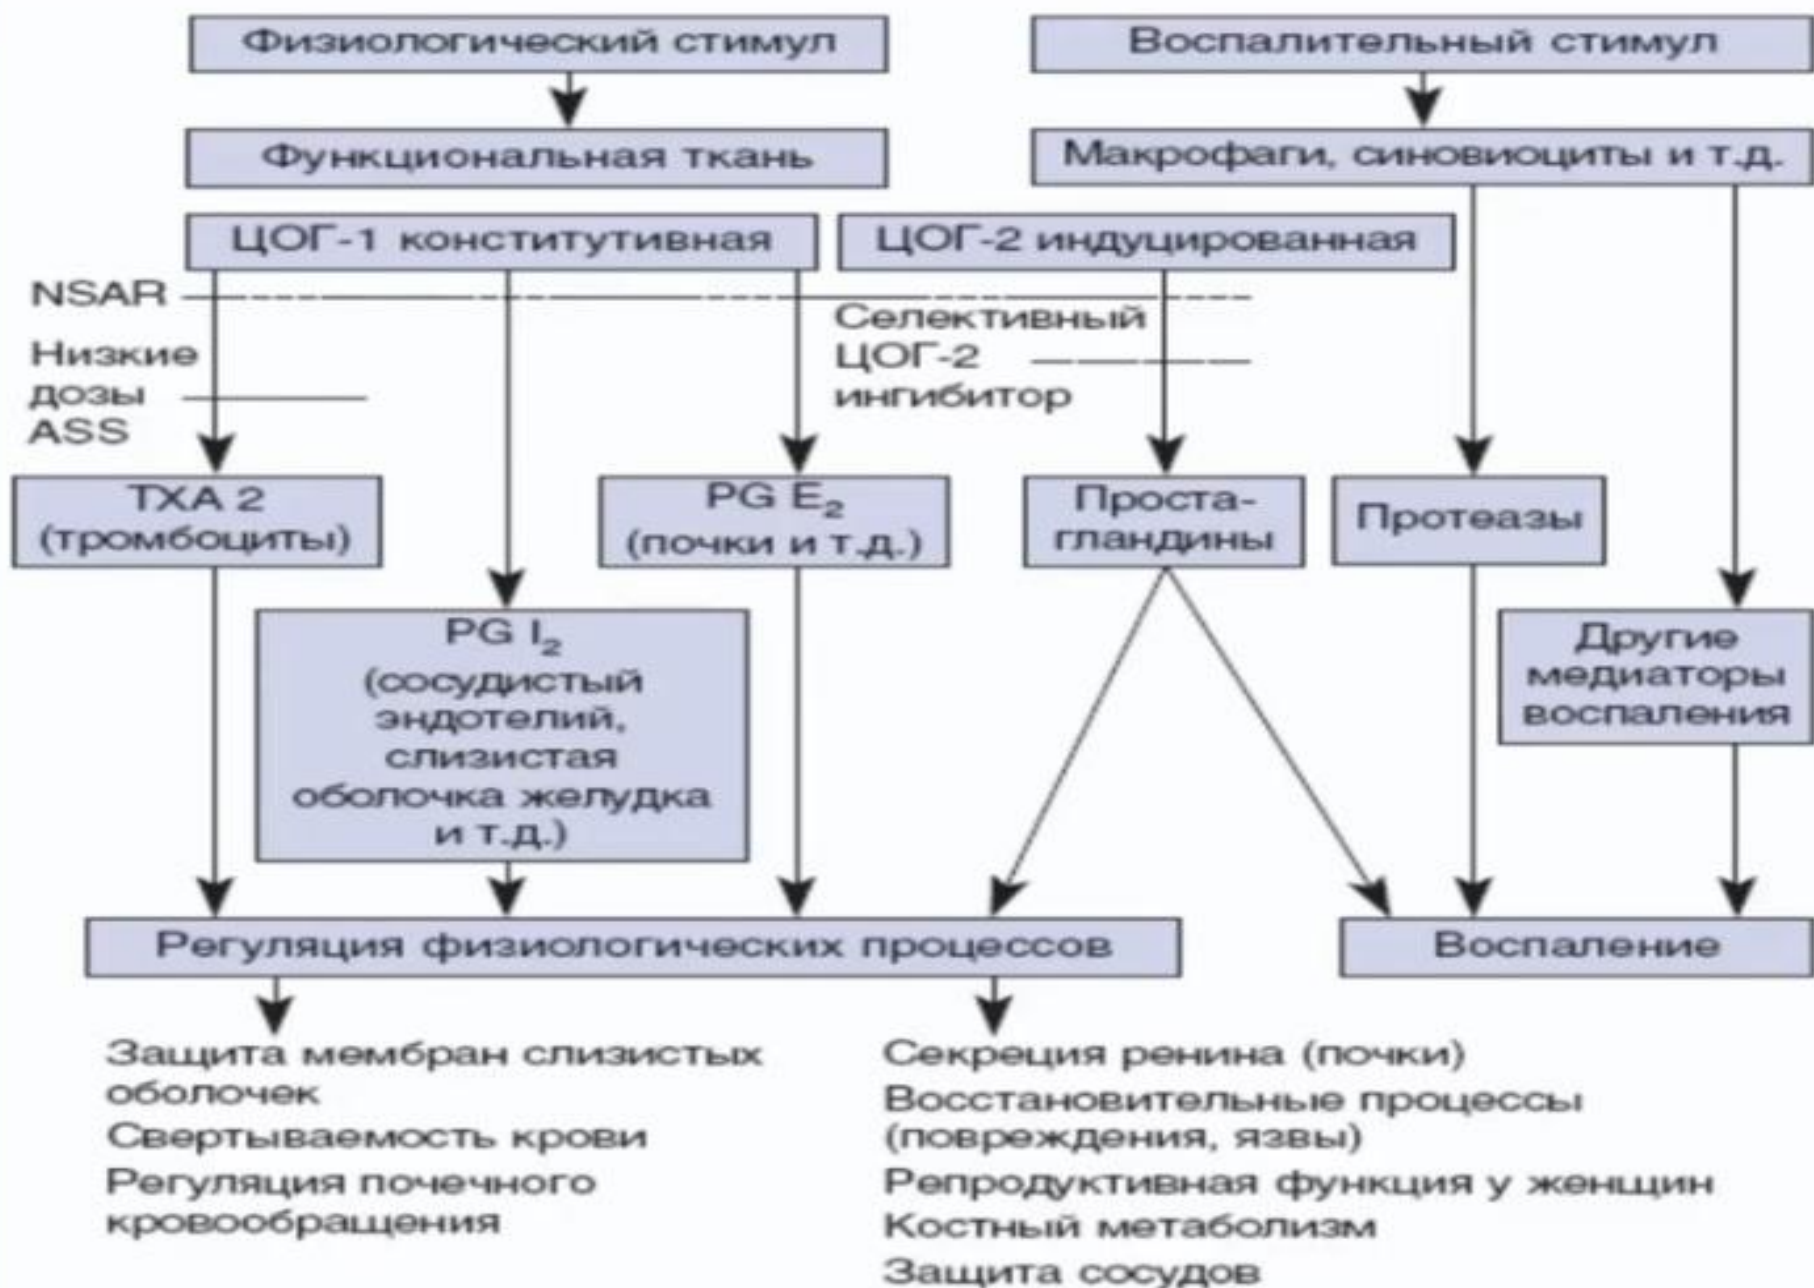 Физиологический стимул
Воспалительный стимул
Функциональная ткань
Макрофаги, синовиоциты и т.д.
ЦОГ-1 конститутивная
ЦОГ-2 индуцированная
NSAR
Селективный
ЦОГ-2
ингибитор
Низкие
дозы
ASS
TXA 2
(тромбоциты)
PG E₂
(почки и т.д.)
Проста-
гландины
Протеазы
PG I₂
(сосудистый
эндотелий,
слизистая
оболочка желудка
и т.д.)
Другие
медиаторы
воспаления
Регуляция физиологических процессов
Воспаление
Защита мембран слизистых
оболочек
Свертываемость крови
Регуляция почечного
кровообращения
Секреция ренина (почки)
Восстановительные процессы
(повреждения, язвы)
Репродуктивная функция у женщин
Костный метаболизм
Защита сосудов